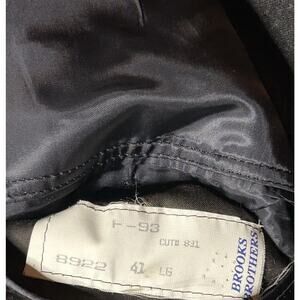 F-93
CUT# 831
8922 41 LG
BROOKS
BROTHERS